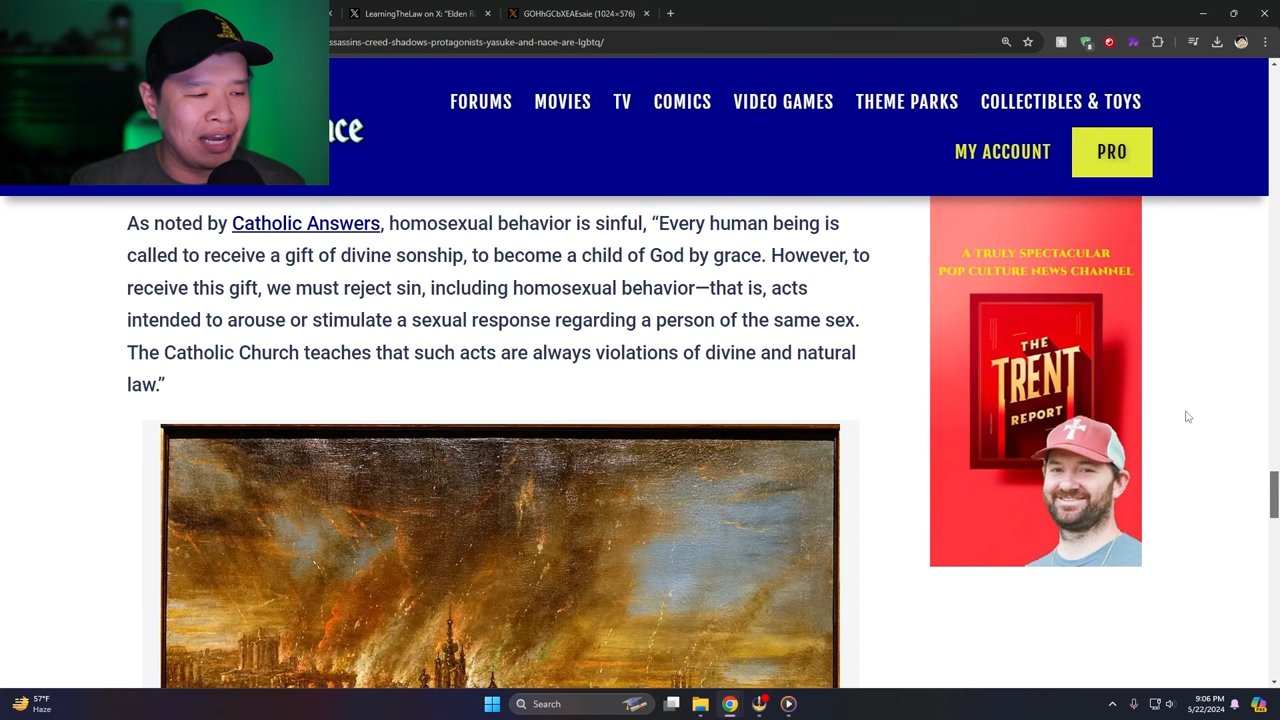 LearningTheLaw on X: "Elden R
GOHhGCbXEAEsaie (1024×576)
assassins-creed-shadows-protagonists-yasuke-and-naoe-are-lgbtq/
FORUMS MOVIES TV COMICS VIDEO GAMES THEME PARKS COLLECTIBLES & TOYS
MY ACCOUNT PRO
As noted by Catholic Answers, homosexual behavior is sinful, “Every human being is
called to receive a gift of divine sonship, to become a child of God by grace. However, to
receive this gift, we must reject sin, including homosexual behavior—that is, acts
intended to arouse or stimulate a sexual response regarding a person of the same sex.
The Catholic Church teaches that such acts are always violations of divine and natural
law.”
A TRULY SPECTACULAR
POP CULTURE NEWS CHANNEL
THE
TRENT
REPORT
57°F
Haze
Search
9:06 PM
5/22/2024